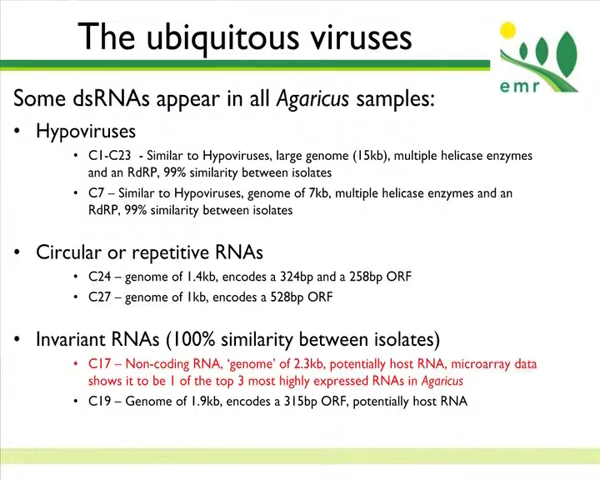 The ubiquitous viruses
emr
Some dsRNAs appear in all Agaricus samples:
• Hypoviruses
• C1-C23 - Similar to Hypoviruses, large genome (15kb), multiple helicase enzymes
and an RdRP, 99% similarity between isolates
• C7 – Similar to Hypoviruses, genome of 7kb, multiple helicase enzymes and an
RdRP, 99% similarity between isolates
• Circular or repetitive RNAs
• C24 – genome of 1.4kb, encodes a 324bp and a 258bp ORF
• C27 – genome of 1kb, encodes a 528bp ORF
• Invariant RNAs (100% similarity between isolates)
• C17 – Non-coding RNA, ‘genome’ of 2.3kb, potentially host RNA, microarray data
shows it to be 1 of the top 3 most highly expressed RNAs in Agaricus
• C19 – Genome of 1.9kb, encodes a 315bp ORF, potentially host RNA